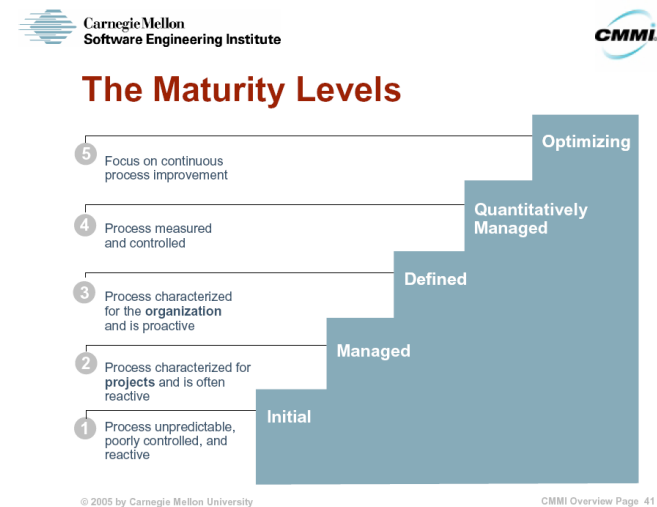 Carnegie Mellon
Software Engineering Institute
CMMI
The Maturity Levels
5
Focus on continuous
process improvement
Optimizing
4
Process measured
and controlled
Quantitatively
Managed
3
Process characterized
for the organization
and is proactive
Defined
2
Process characterized for
projects and is often
reactive
Managed
1
Process unpredictable,
poorly controlled, and
reactive
Initial
© 2005 by Carnegie Mellon University
CMMI Overview Page 41